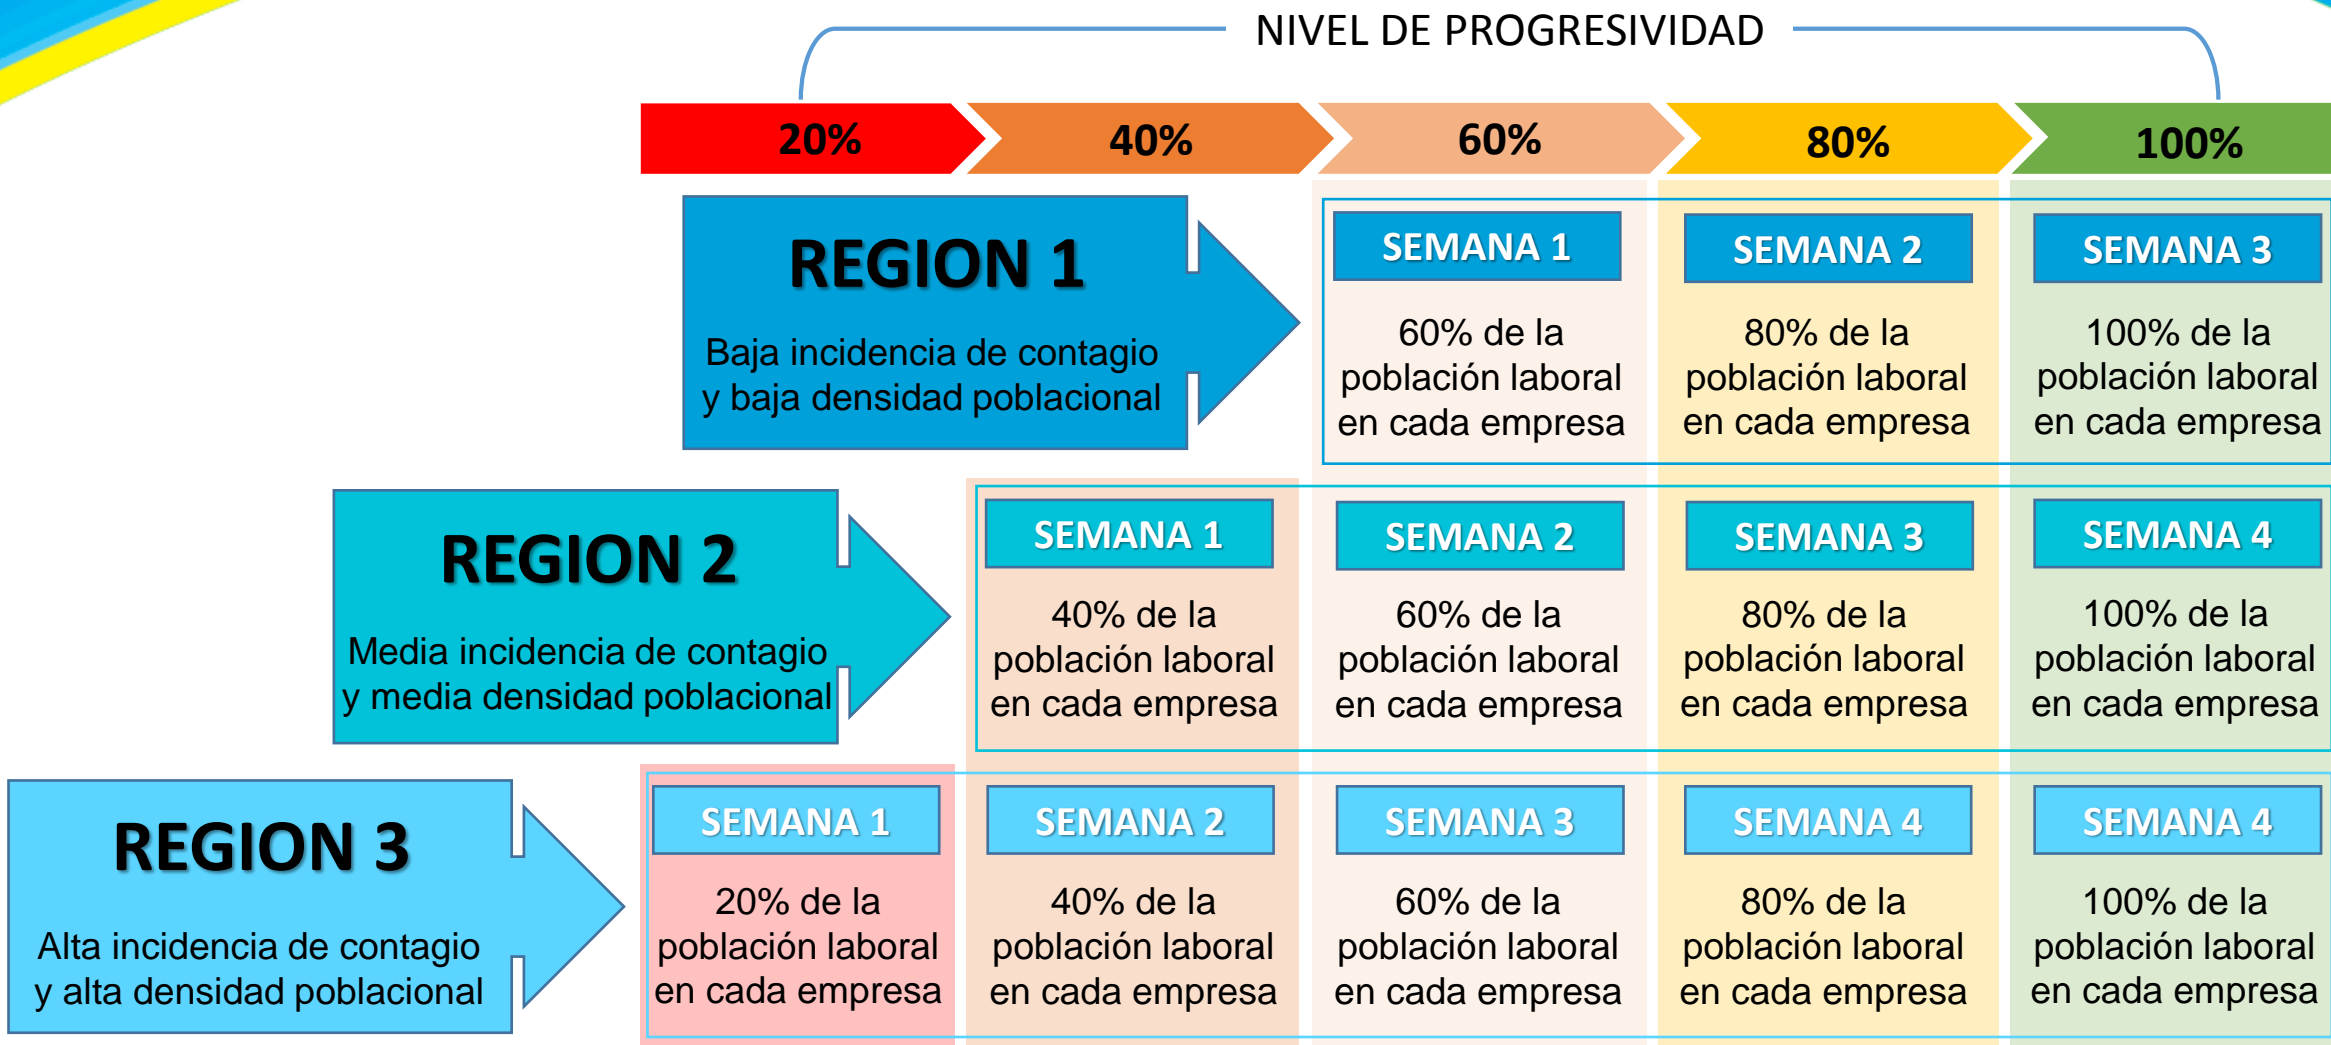 NIVEL DE PROGRESIVIDAD
20%
40%
60%
80%
100%
REGION 1
Baja incidencia de contagio
y baja densidad poblacional
SEMANA 1
60% de la
población laboral
en cada empresa
SEMANA 2
80% de la
población laboral
en cada empresa
SEMANA 3
100% de la
población laboral
en cada empresa
REGION 2
Media incidencia de contagio
y media densidad poblacional
SEMANA 1
40% de la
población laboral
en cada empresa
SEMANA 2
60% de la
población laboral
en cada empresa
SEMANA 3
80% de la
población laboral
en cada empresa
SEMANA 4
100% de la
población laboral
en cada empresa
REGION 3
Alta incidencia de contagio
y alta densidad poblacional
SEMANA 1
20% de la
población laboral
en cada empresa
SEMANA 2
40% de la
población laboral
en cada empresa
SEMANA 3
60% de la
población laboral
en cada empresa
SEMANA 4
80% de la
población laboral
en cada empresa
SEMANA 4
100% de la
población laboral
en cada empresa